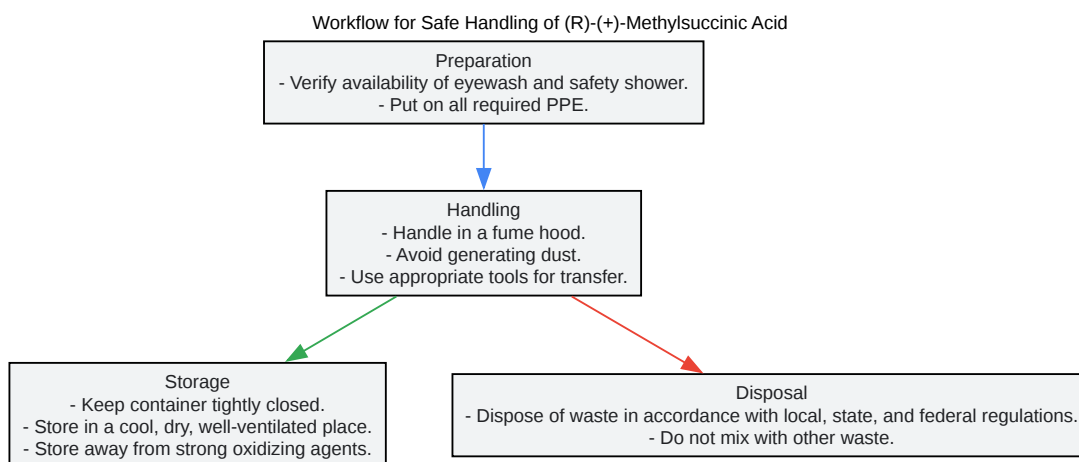 Workflow for Safe Handling of (R)-(+)-Methylsuccinic Acid
Preparation
- Verify availability of eyewash and safety shower.
- Put on all required PPE.
Handling
- Handle in a fume hood.
- Avoid generating dust.
- Use appropriate tools for transfer.
Storage
- Keep container tightly closed.
- Store in a cool, dry, well-ventilated place.
- Store away from strong oxidizing agents.
Disposal
- Dispose of waste in accordance with local, state, and federal regulations.
- Do not mix with other waste.